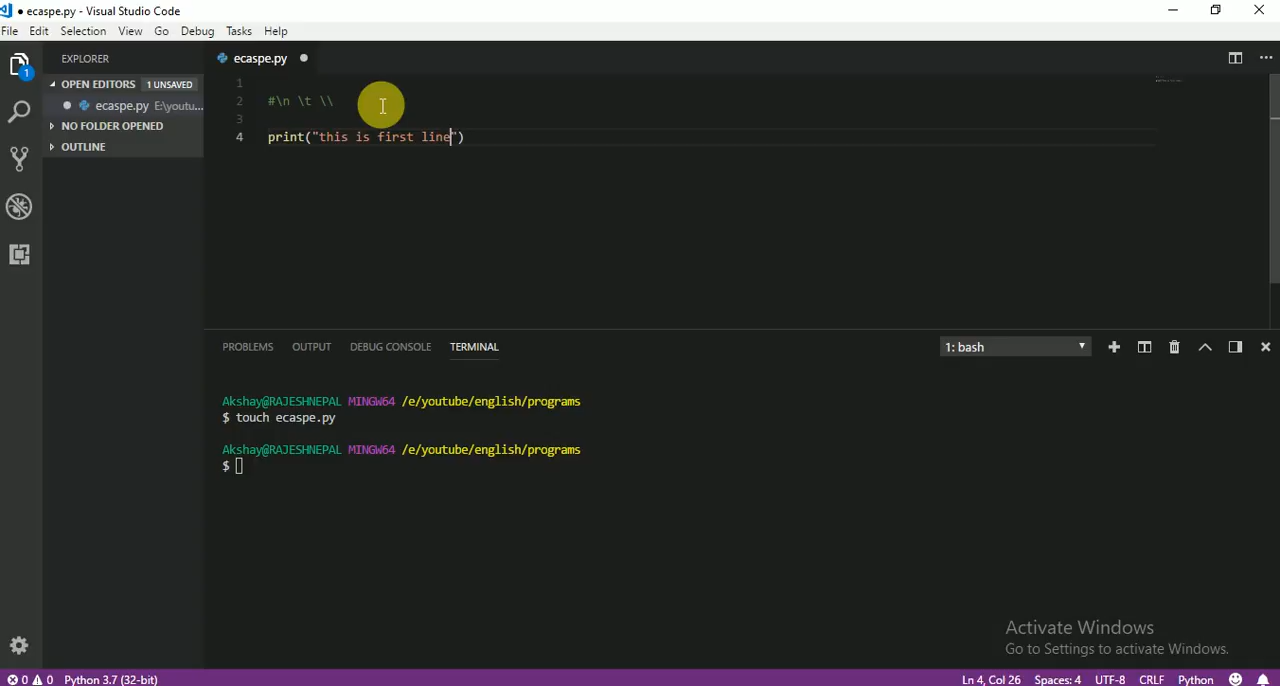 ● ecaspe.py - Visual Studio Code
File Edit Selection View Go Debug Tasks Help
1
EXPLORER
OPEN EDITORS 1 UNSAVED
● ecaspe.py E:\youtu...
NO FOLDER OPENED
OUTLINE
ecaspe.py ●
1
2 #\n \t \\
3
4 print("this is first line")
PROBLEMS OUTPUT DEBUG CONSOLE TERMINAL 1: bash
Akshay@RAJESHNEPAL MINGW64 /e/youtube/english/programs
$ touch ecaspe.py
Akshay@RAJESHNEPAL MINGW64 /e/youtube/english/programs
$
Activate Windows
Go to Settings to activate Windows.
0 0 Python 3.7 (32-bit) Ln 4, Col 26 Spaces: 4 UTF-8 CRLF Python